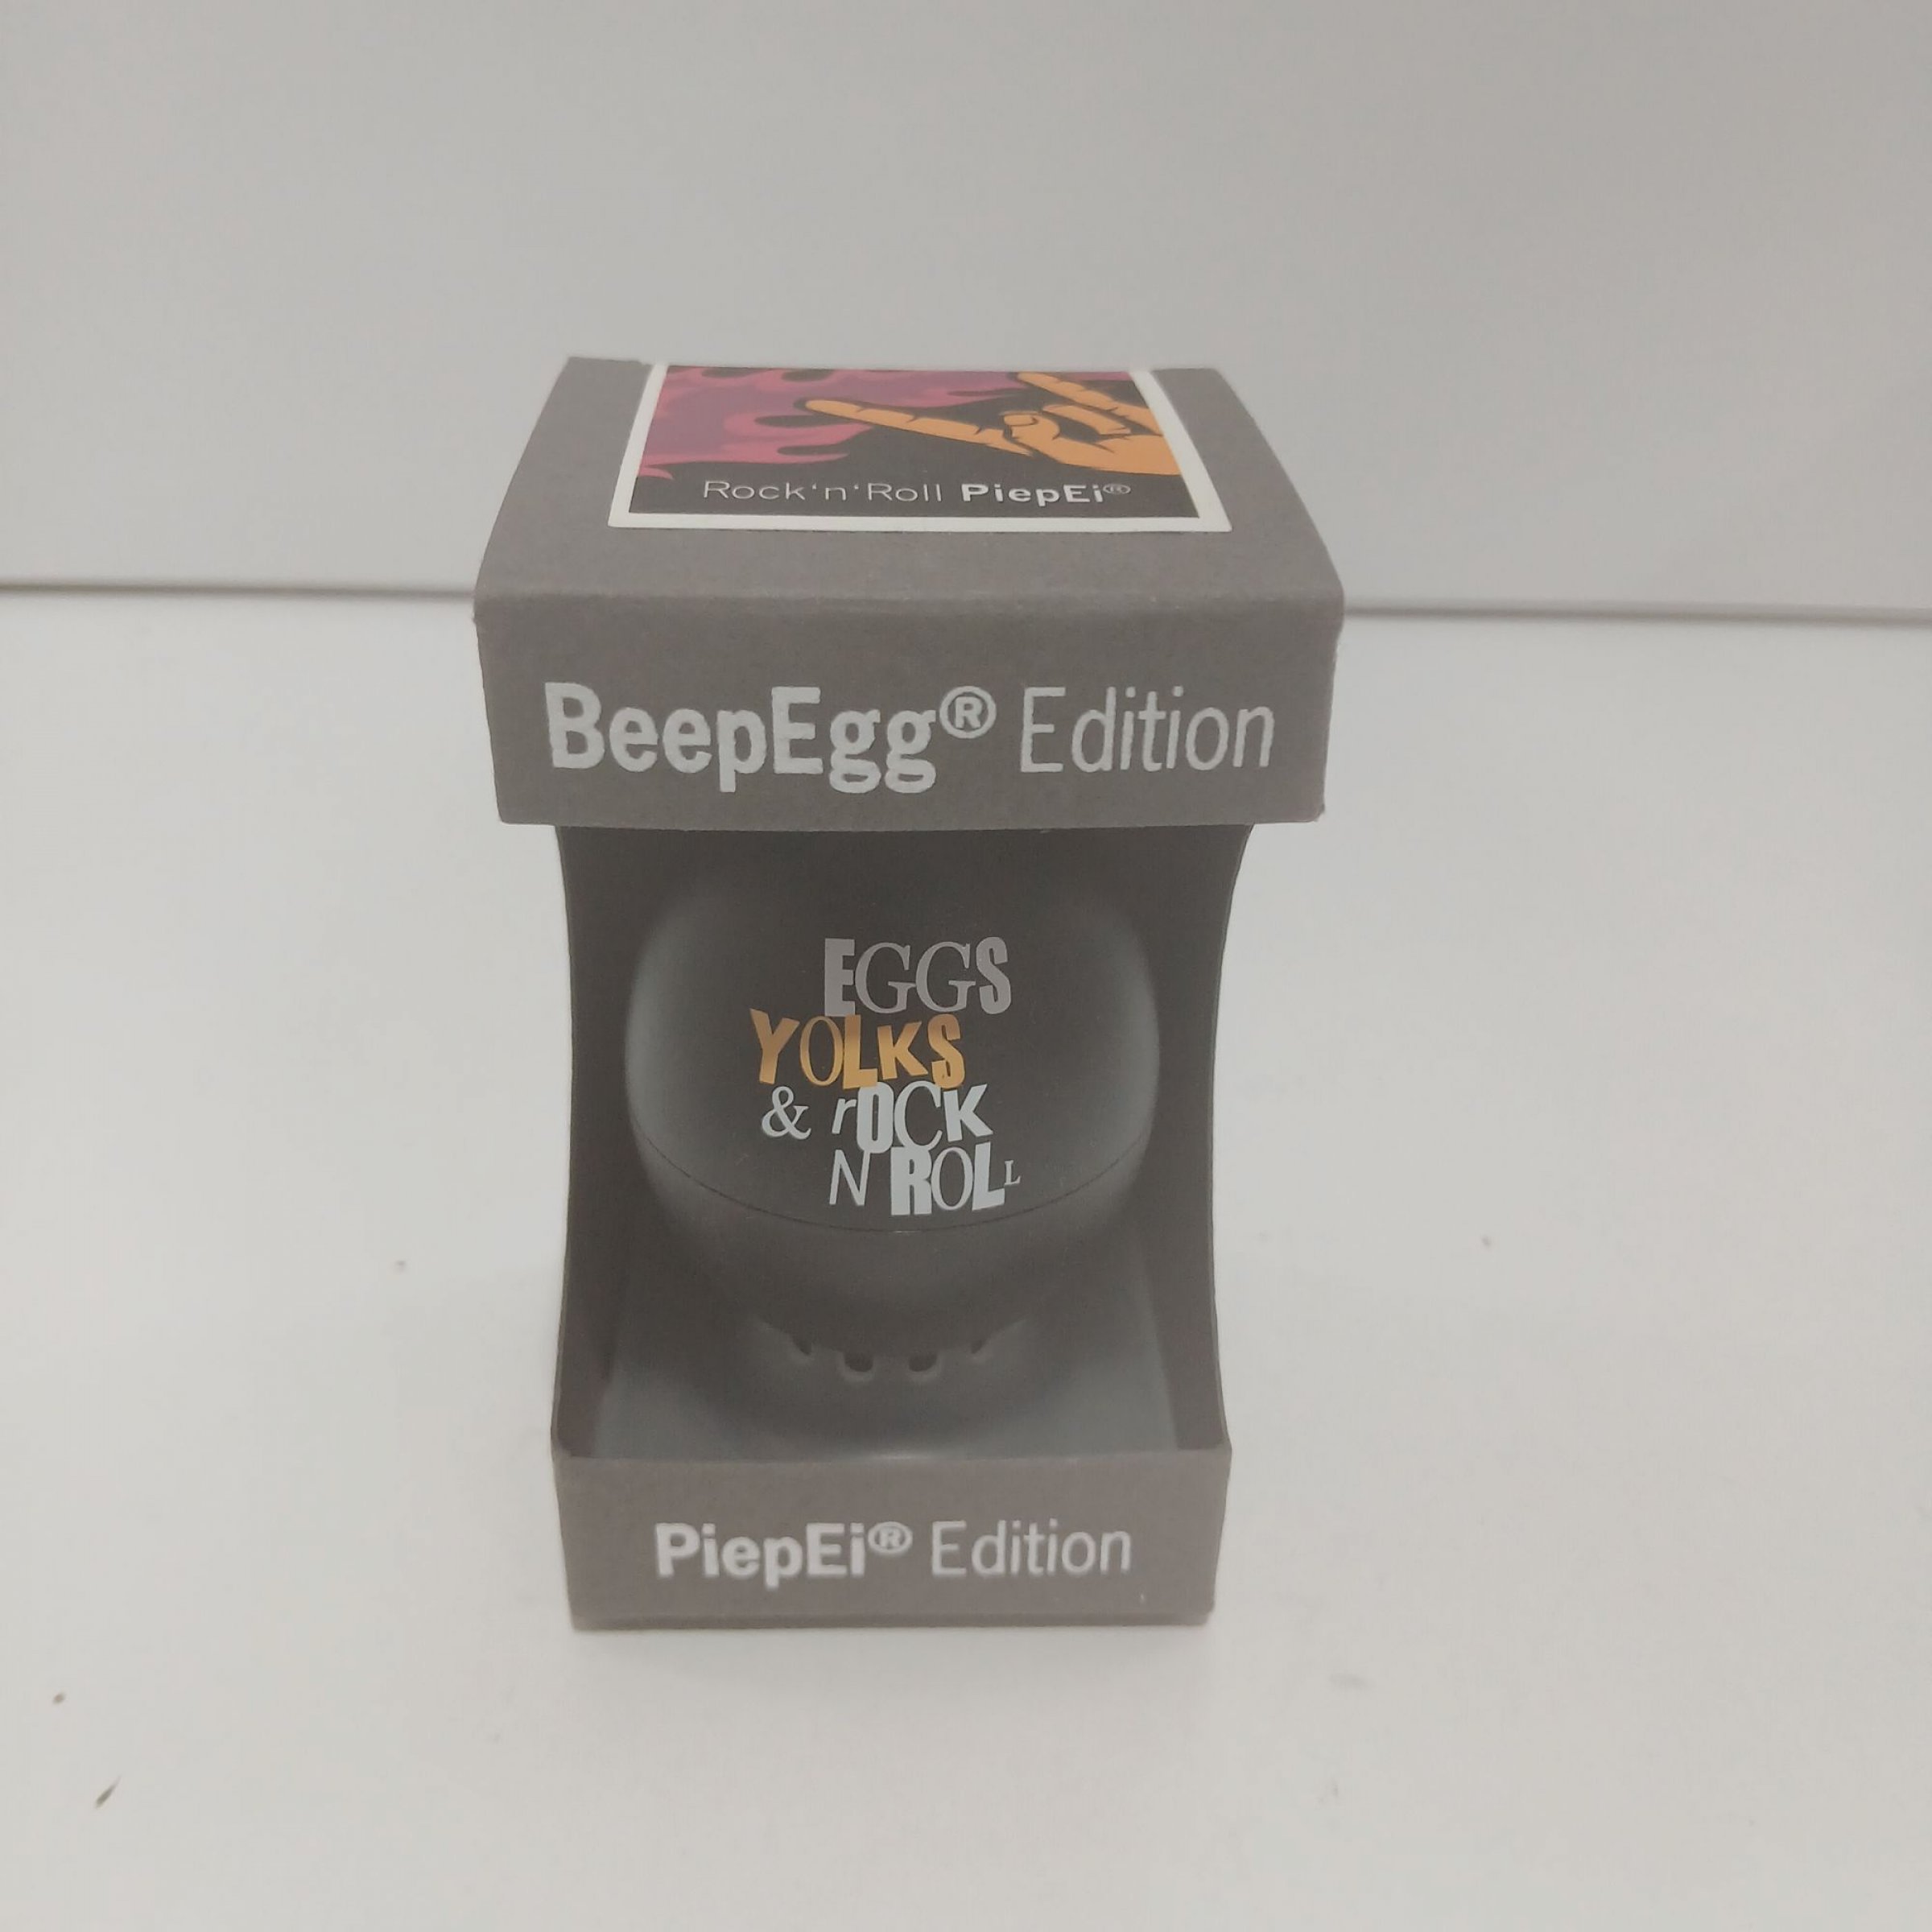 Rock‘n‘Roll PiepEi®
BeepEgg® Edition
EGGS
YOLKS
& rOCK
N ROLL
PiepEi® Edition